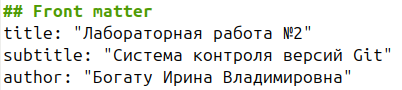 ## Front matter
title: "Лабораторная работа №2"
subtitle: "Система контроля версий Git"
author: "Богату Ирина Владимировна"